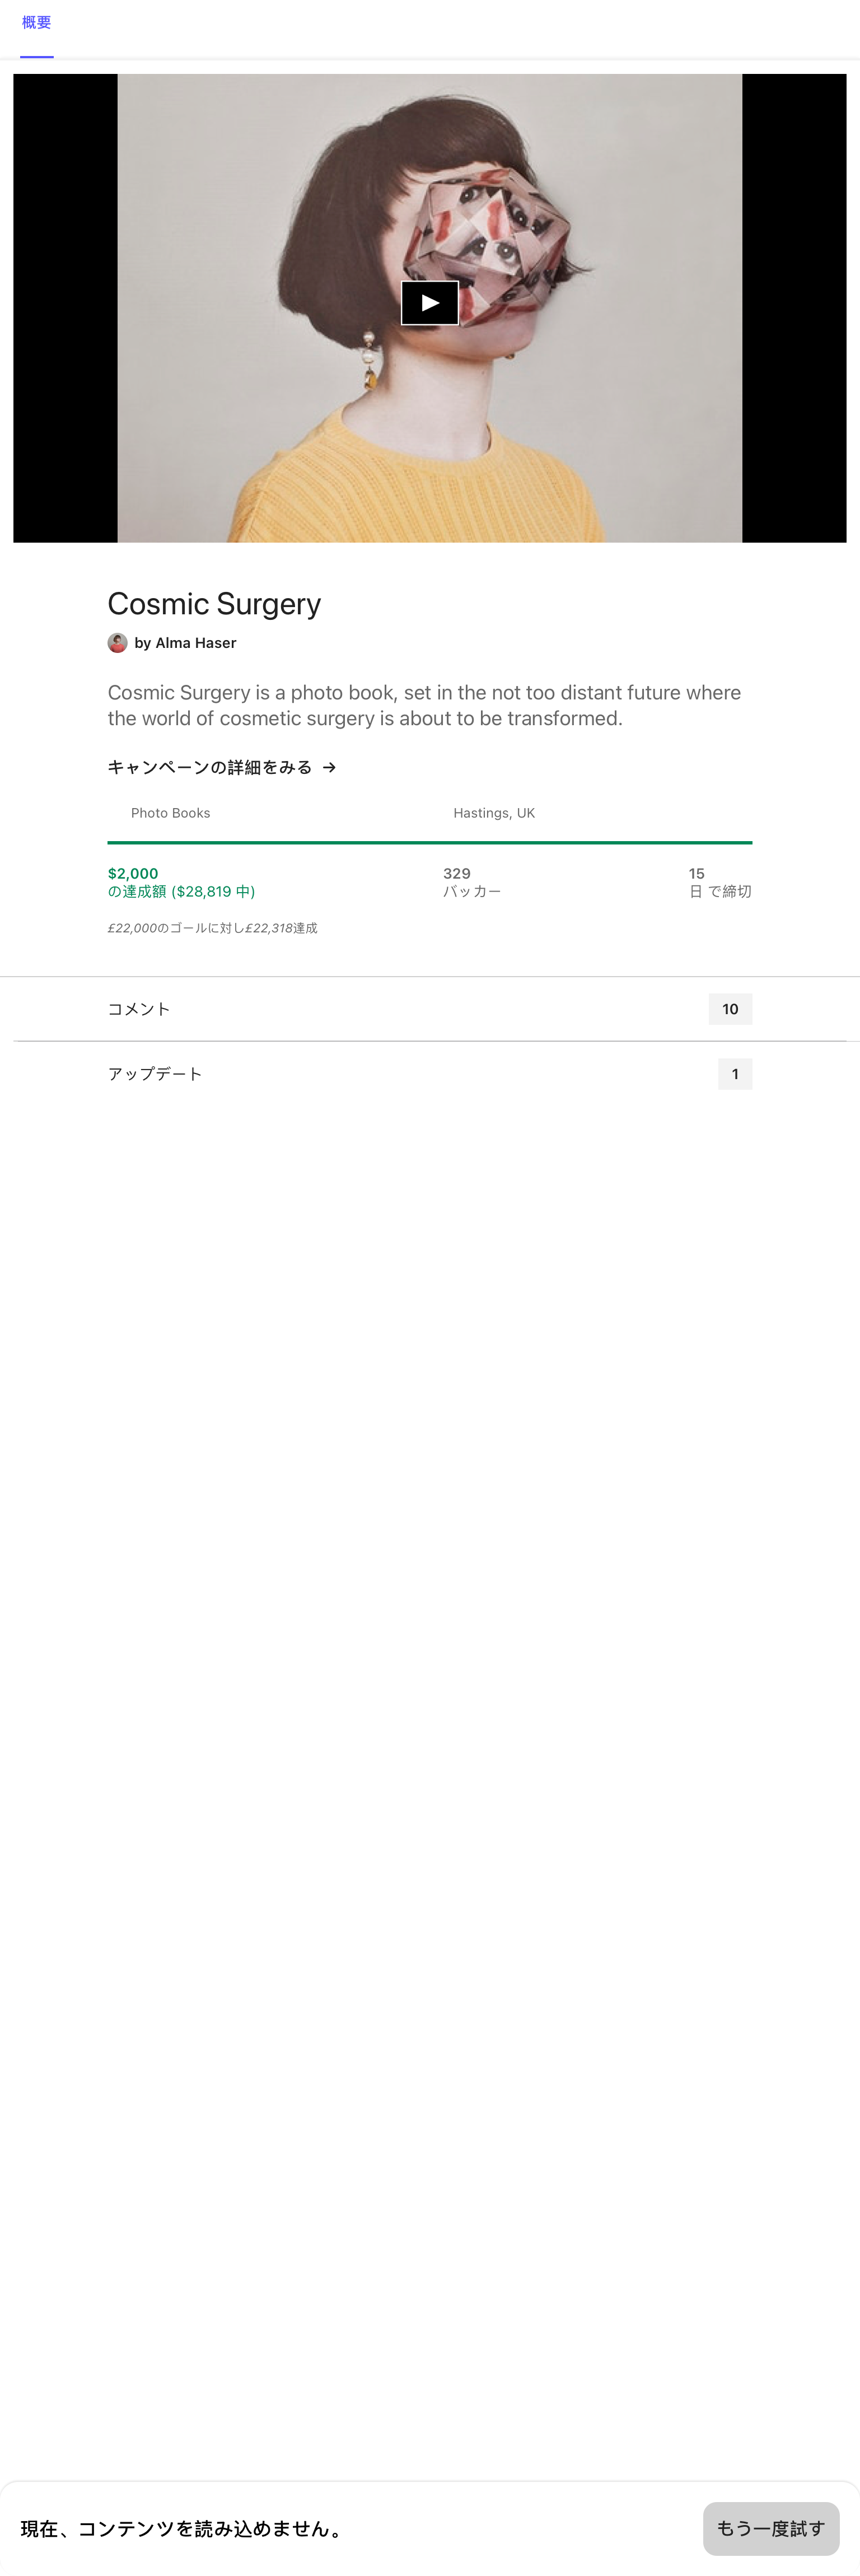 概要
Cosmic Surgery
by Alma Haser
Cosmic Surgery is a photo book, set in the not too distant future where
the world of cosmetic surgery is about to be transformed.
キャンペーンの詳細をみる →
Photo Books
Hastings, UK
$2,000
の達成額 ($28,819 中)
329
バッカー
15
日 で締切
£22,000のゴールに対し£22,318達成
コメント
10
アップデート
1
現在、コンテンツを読み込めません。
もう一度試す